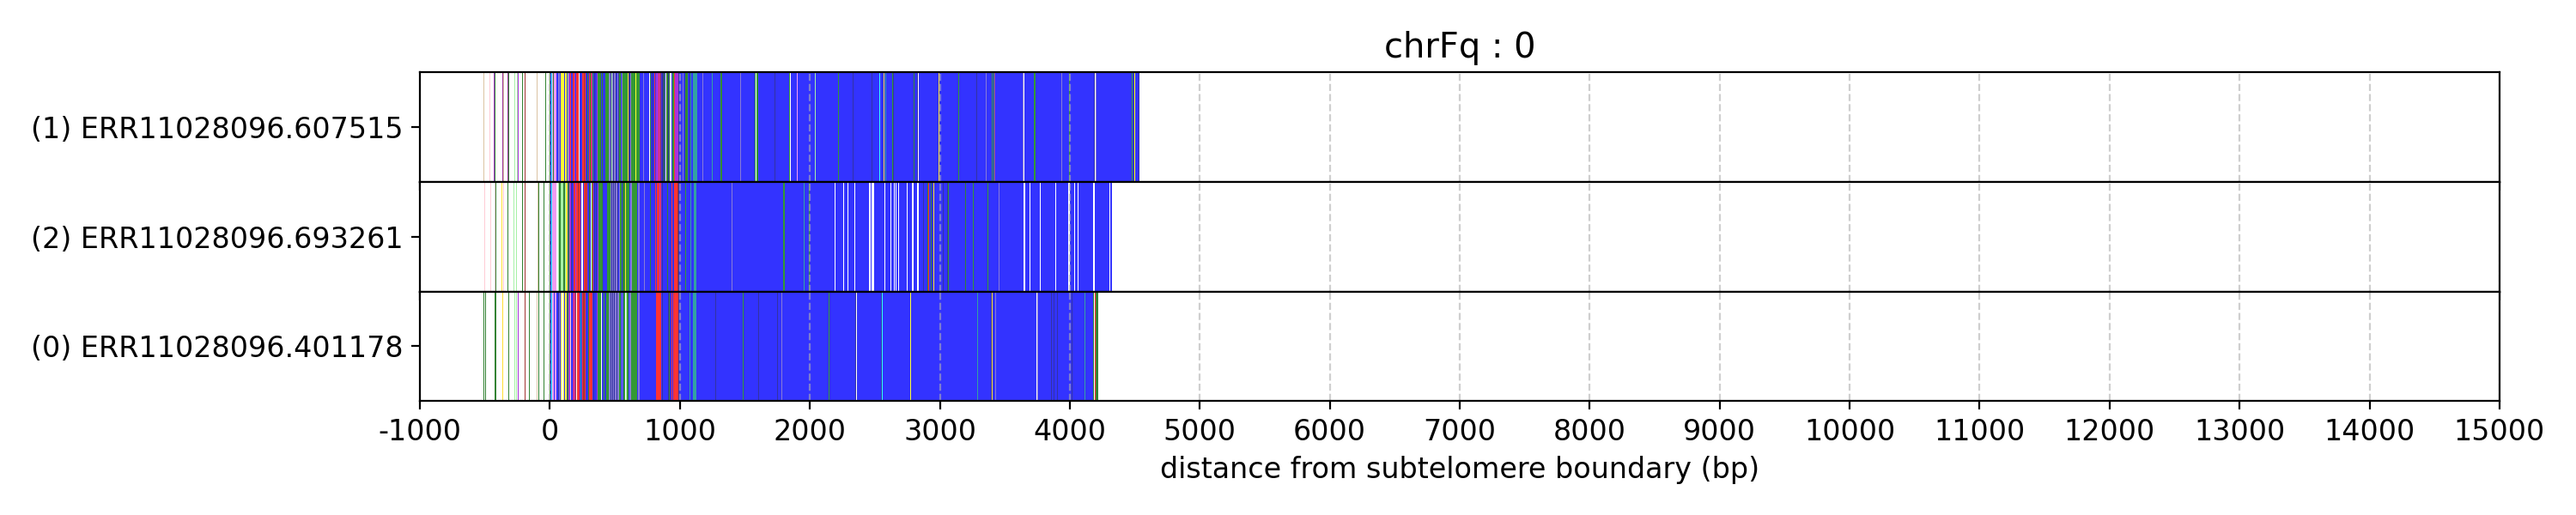 chrFq : 0
(1) ERR11028096.607515
(2) ERR11028096.693261
(0) ERR11028096.401178
-1000 0 1000 2000 3000 4000 5000 6000 7000 8000 9000 10000 11000 12000 13000 14000 15000
distance from subtelomere boundary (bp)